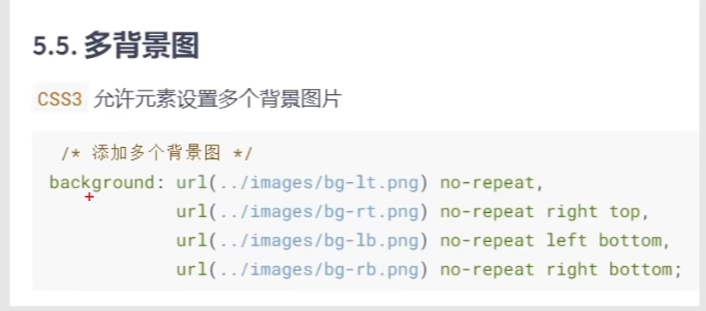 5.5. 多背景图
CSS3 允许元素设置多个背景图片
/* 添加多个背景图 */
background: url(../images/bg-lt.png) no-repeat,
url(../images/bg-rt.png) no-repeat right top,
url(../images/bg-lb.png) no-repeat left bottom,
url(../images/bg-rb.png) no-repeat right bottom;